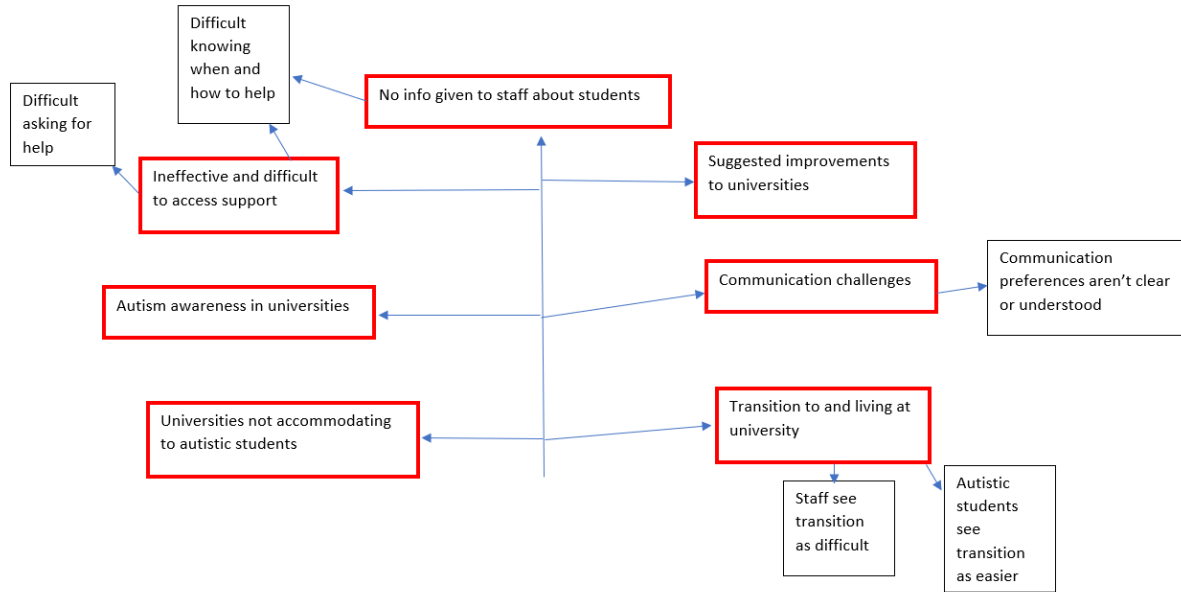 Difficult
knowing
when and
how to help
No info given to staff about students
Difficult
asking for
help
Ineffective and difficult
to access support
Suggested improvements
to universities
Communication challenges
Communication
preferences aren’t clear
or understood
Autism awareness in universities
Universities not accommodating
to autistic students
Transition to and living at
university
Staff see
transition
as difficult
Autistic
students
see
transition
as easier